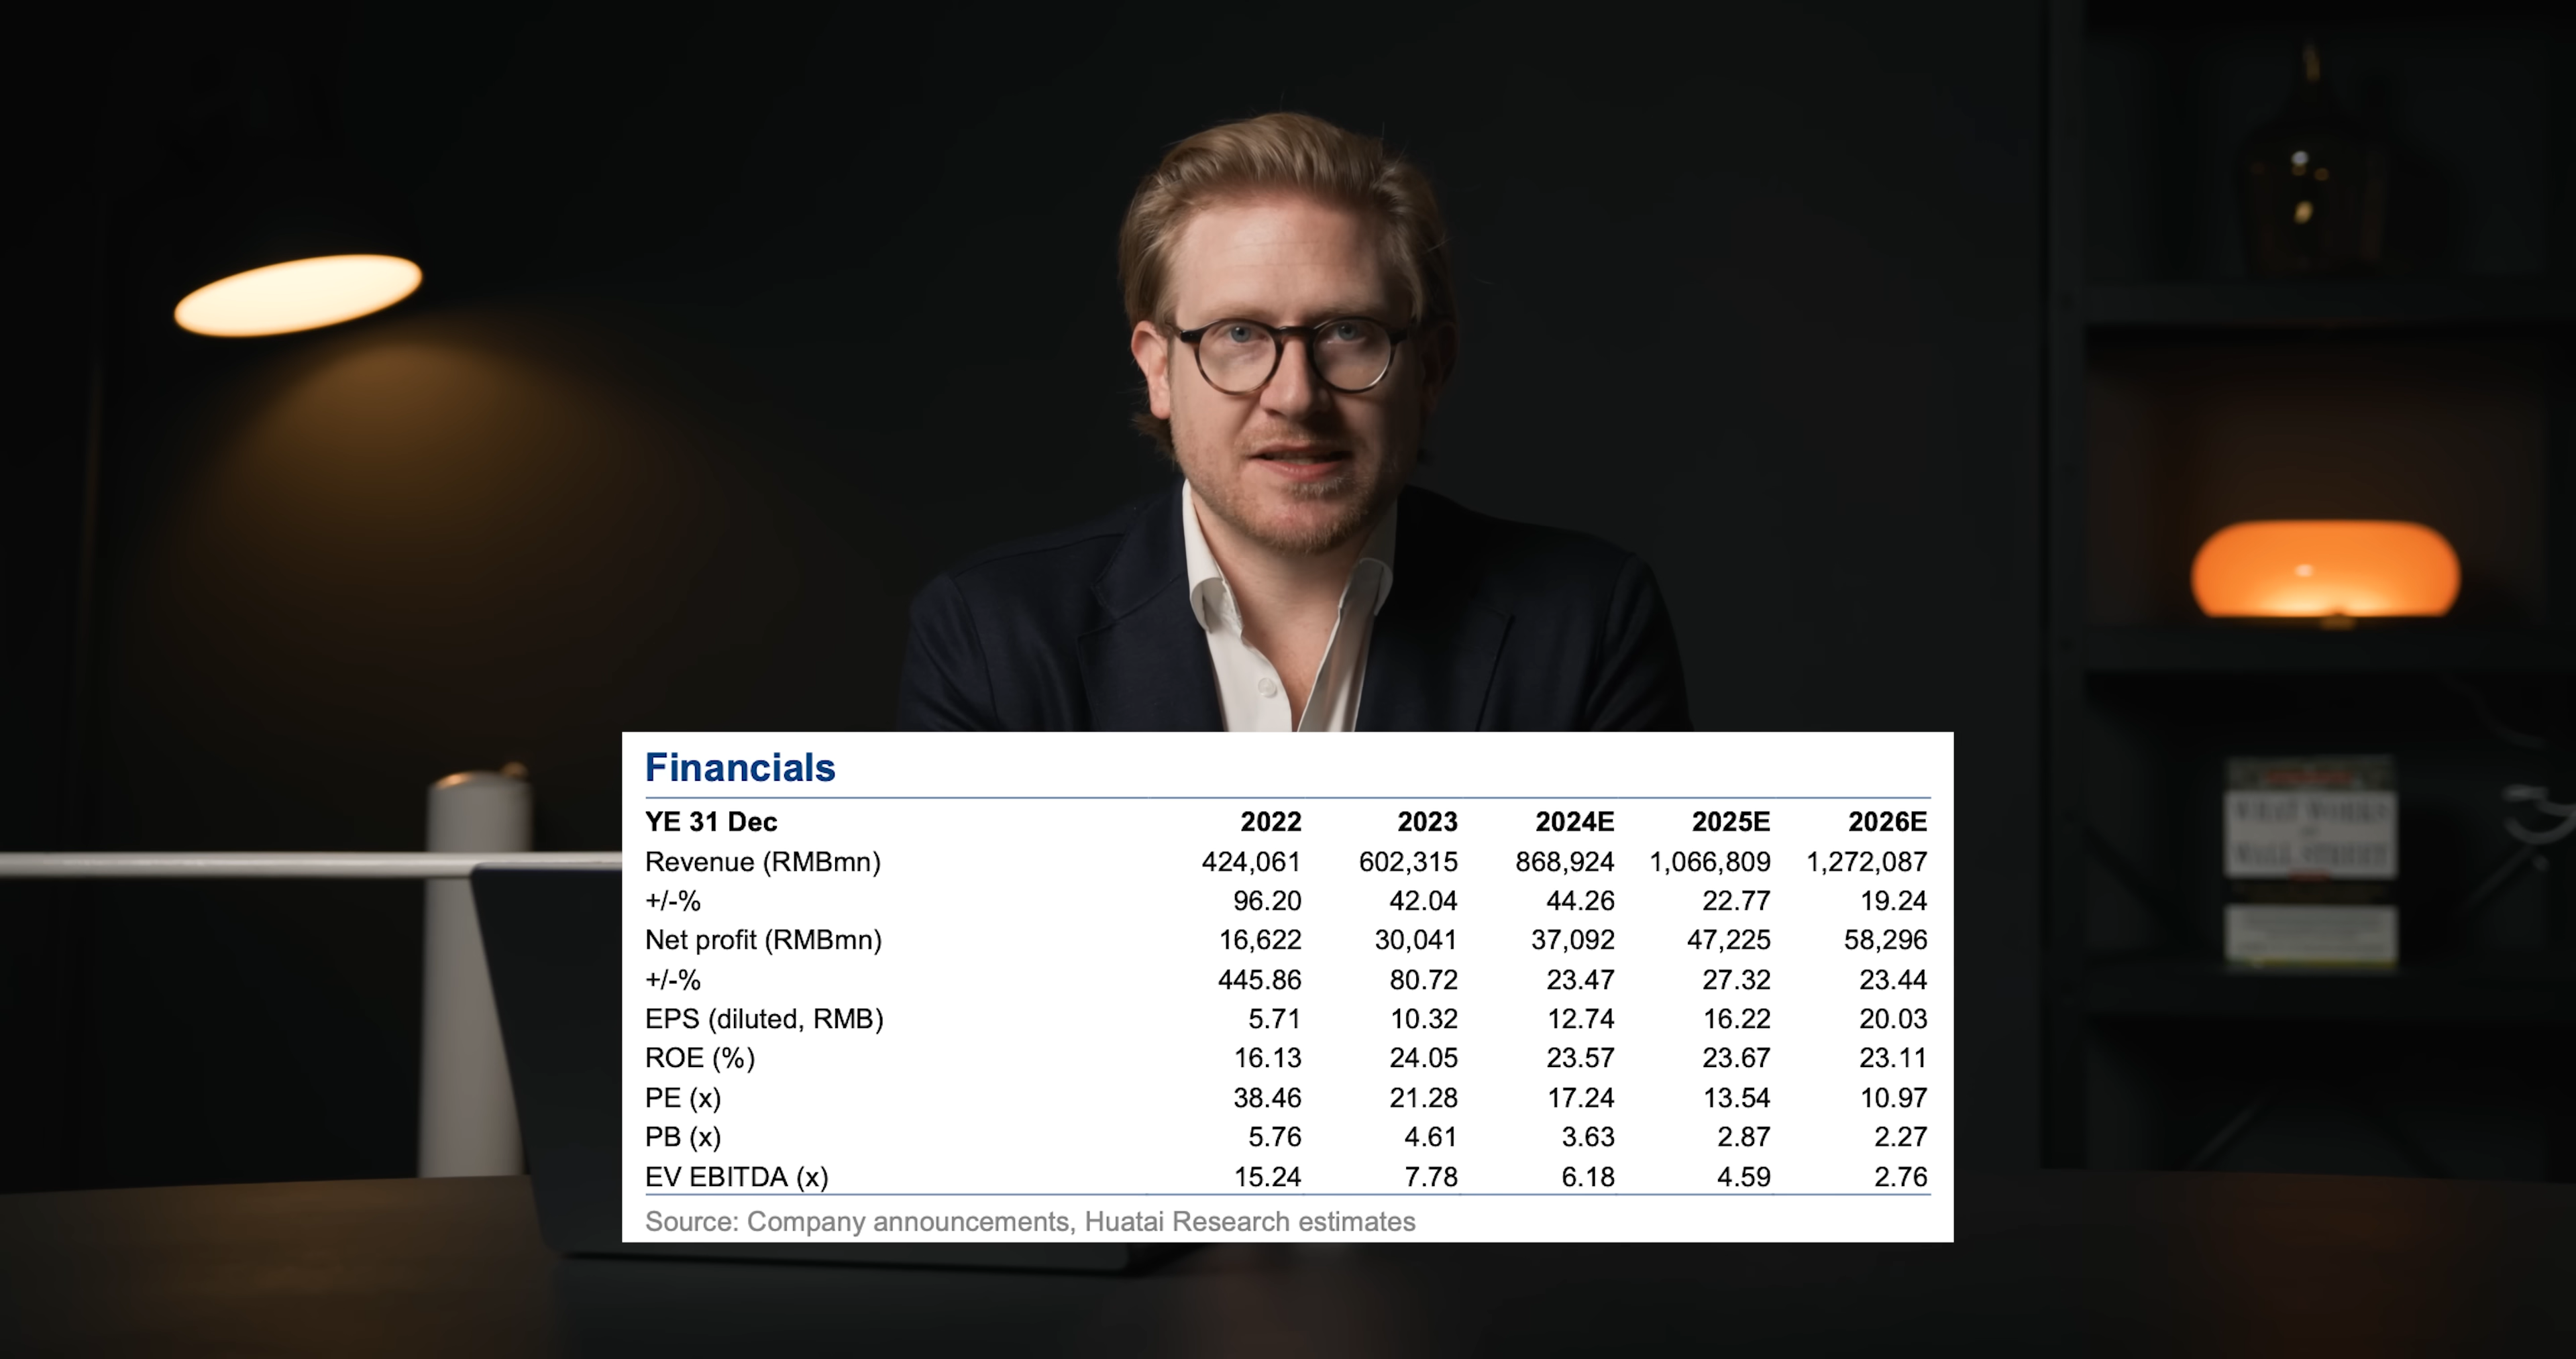 Financials
YE 31 Dec 2022 2023 2024E 2025E 2026E
Revenue (RMBmn) 424,061 602,315 868,924 1,066,809 1,272,087
+/-% 96.20 42.04 44.26 22.77 19.24
Net profit (RMBmn) 16,622 30,041 37,092 47,225 58,296
+/-% 445.86 80.72 23.47 27.32 23.44
EPS (diluted, RMB) 5.71 10.32 12.74 16.22 20.03
ROE (%) 16.13 24.05 23.57 23.67 23.11
PE (x) 38.46 21.28 17.24 13.54 10.97
PB (x) 5.76 4.61 3.63 2.87 2.27
EV EBITDA (x) 15.24 7.78 6.18 4.59 2.76
Source: Company announcements, Huatai Research estimates
WHAT WORKS
WALL STREET